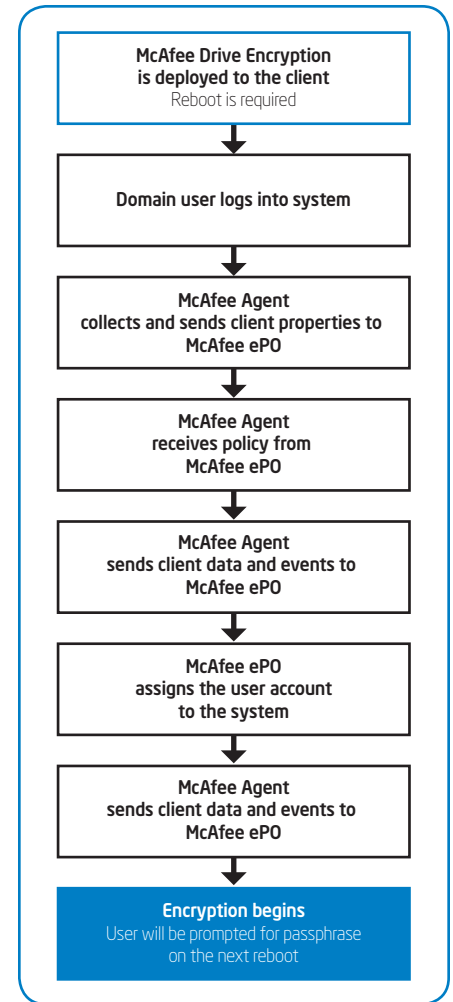 McAfee Drive Encryption
is deployed to the client
Reboot is required
Domain user logs into system
McAfee Agent
collects and sends client properties to
McAfee ePO
McAfee Agent
receives policy from
McAfee ePO
McAfee Agent
sends client data and events to
McAfee ePO
McAfee ePO
assigns the user account
to the system
McAfee Agent
sends client data and events to
McAfee ePO
Encryption begins
User will be prompted for passphrase
on the next reboot